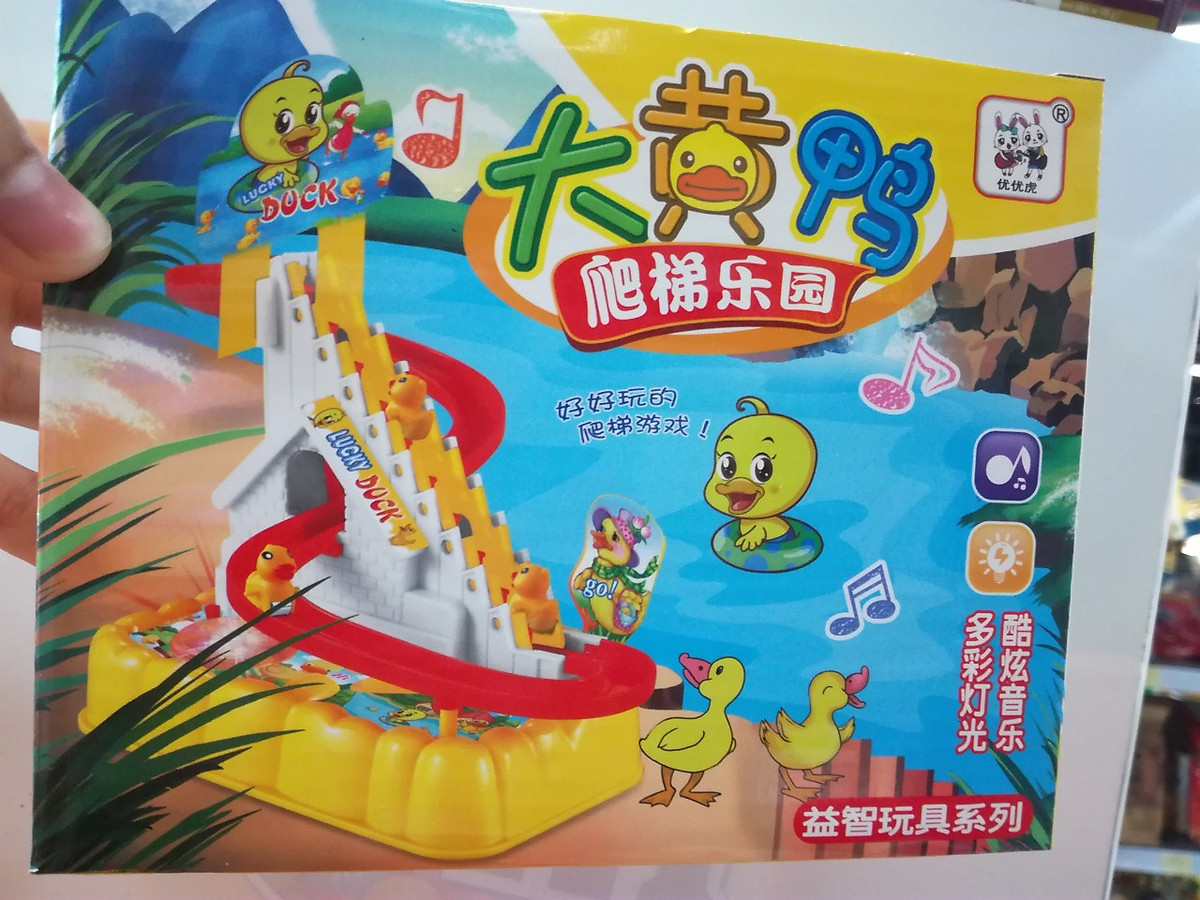 大黄鸭
®
优优虎
爬梯乐园
LUCKY
DUCK
好好玩的
爬梯游戏！
LUCKY DUCK
go!
酷炫音乐
多彩灯光
益智玩具系列